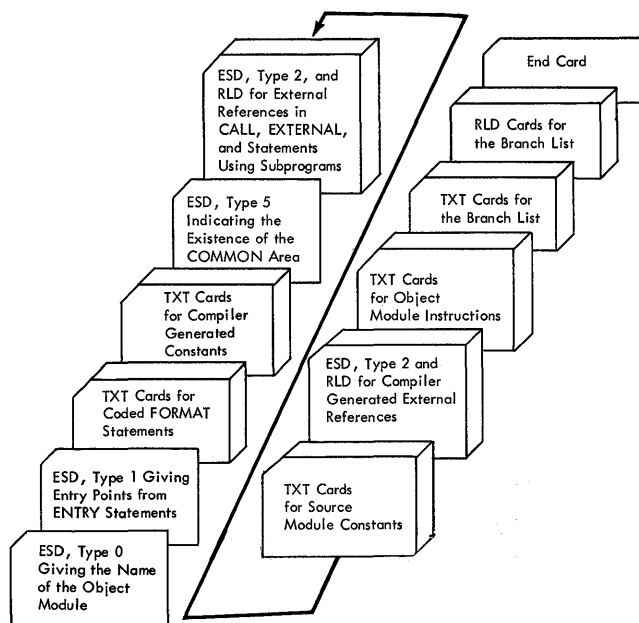 ESD, Type 2, and
RLD for External
References in
CALL, EXTERNAL,
and Statements
Using Subprograms
ESD, Type 5
Indicating the
Existence of the
COMMON Area
TXT Cards
for Compiler
Generated
Constants
TXT Cards for
Coded FORMAT
Statements
ESD, Type 1 Giving
Entry Points from
ENTRY Statements
ESD, Type 0
Giving the Name
of the Object
Module
End Card
RLD Cards for
the Branch List
TXT Cards for
the Branch List
TXT Cards
for Object
Module Instructions
ESD, Type 2 and
RLD for Compiler
Generated External
References
TXT Cards
for Source
Module Constants